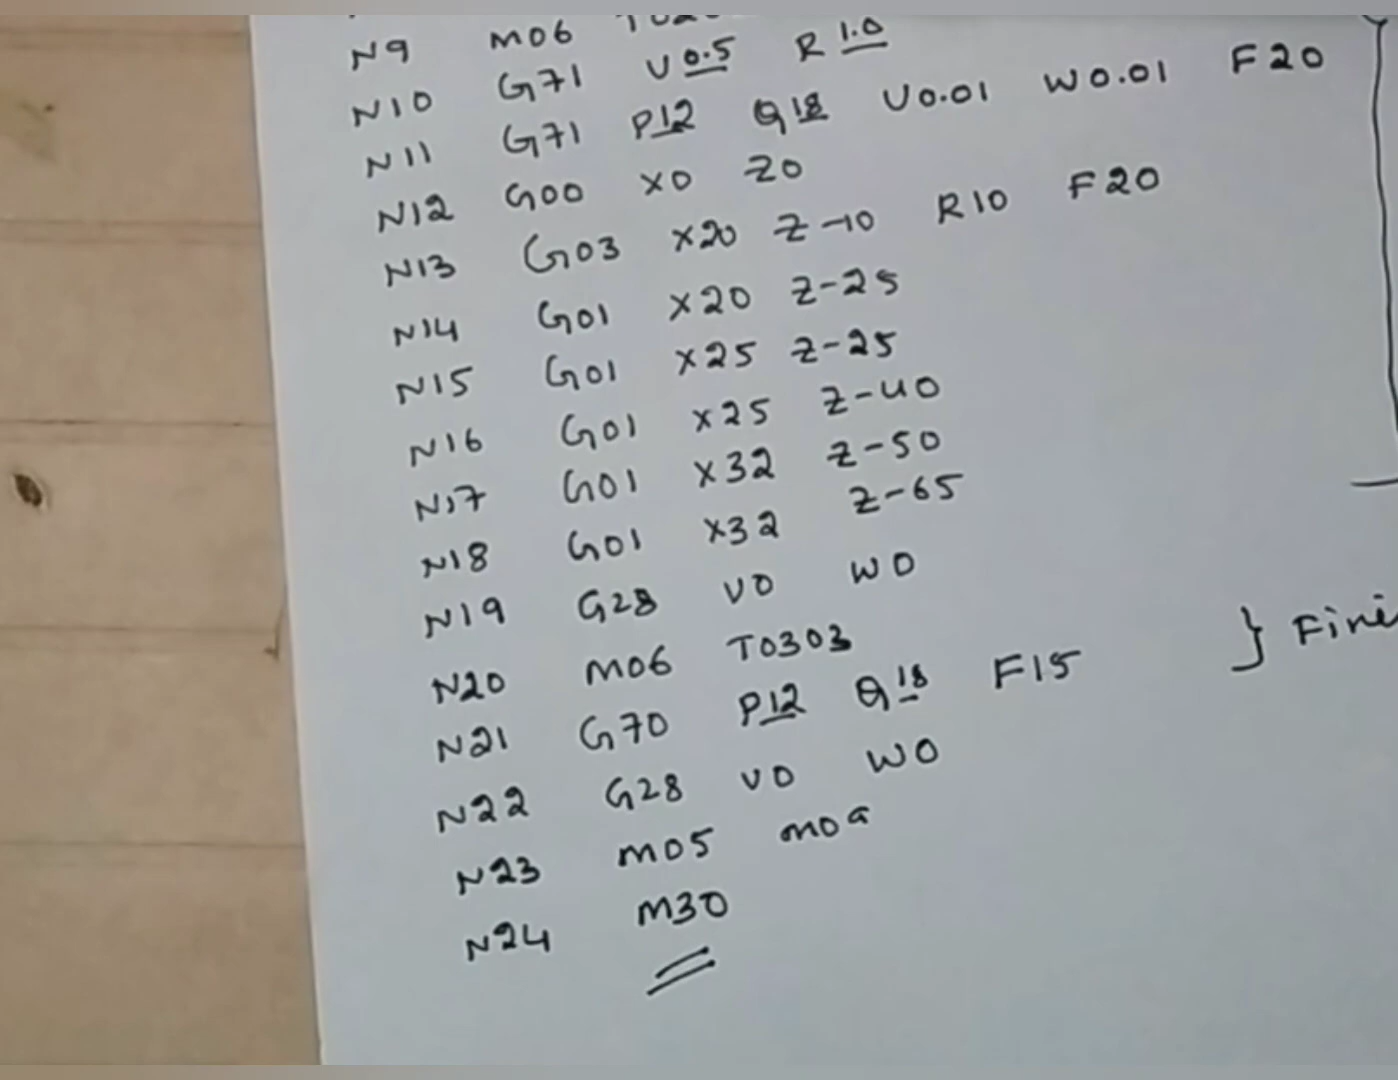 N9 M06
N10 G71 U0.5 R1.0
N11 G71 P12 Q18 U0.01 W0.01 F20
N12 G00 X0 Z0
N13 G03 X20 Z-10 R10 F20
N14 G01 X20 Z-25
N15 G01 X25 Z-25
N16 G01 X25 Z-40
N17 G01 X32 Z-50
N18 G01 X32 Z-65
N19 G28 U0 W0
N20 M06 T0303
N21 G70 P12 Q18 F15 } Fini
N22 G28 U0 W0
N23 M05 M09
N24 M30